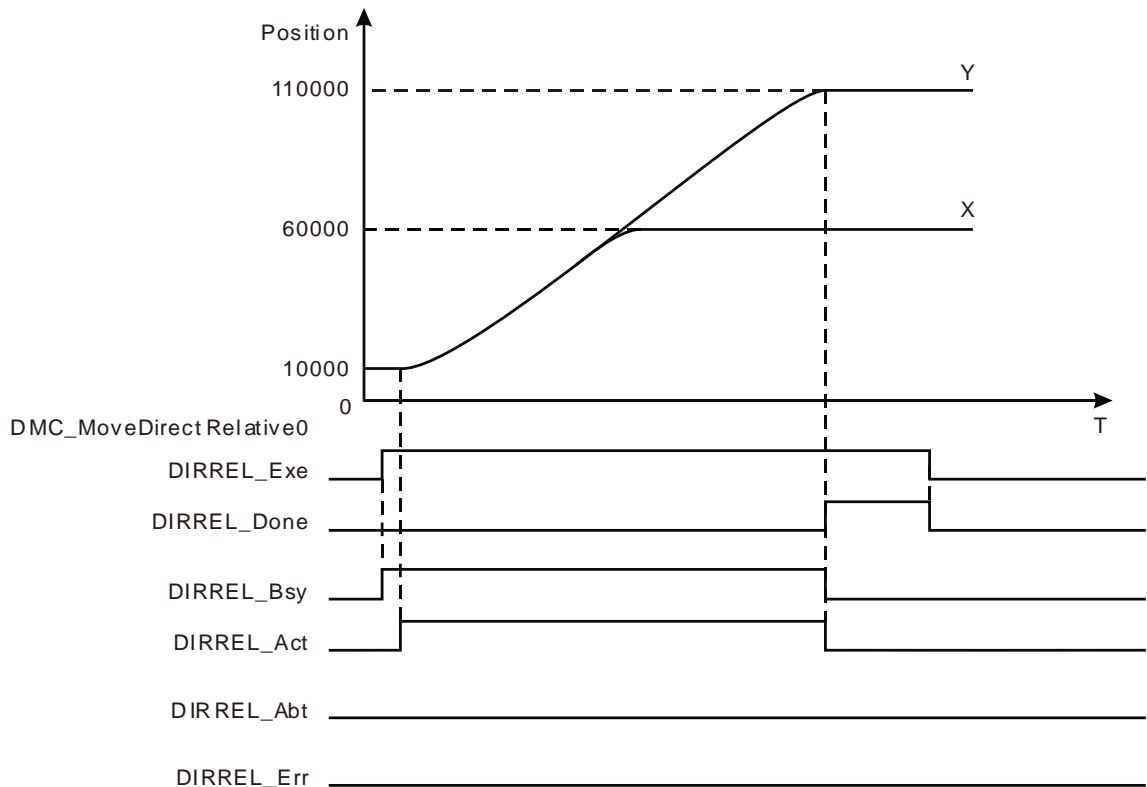 Position
110000
Y
60000
X
10000
0
T
DMC_MoveDirectRelative0
DIRREL_Exe
DIRREL_Done
DIRREL_Bsy
DIRREL_Act
DIRREL_Abt
DIRREL_Err